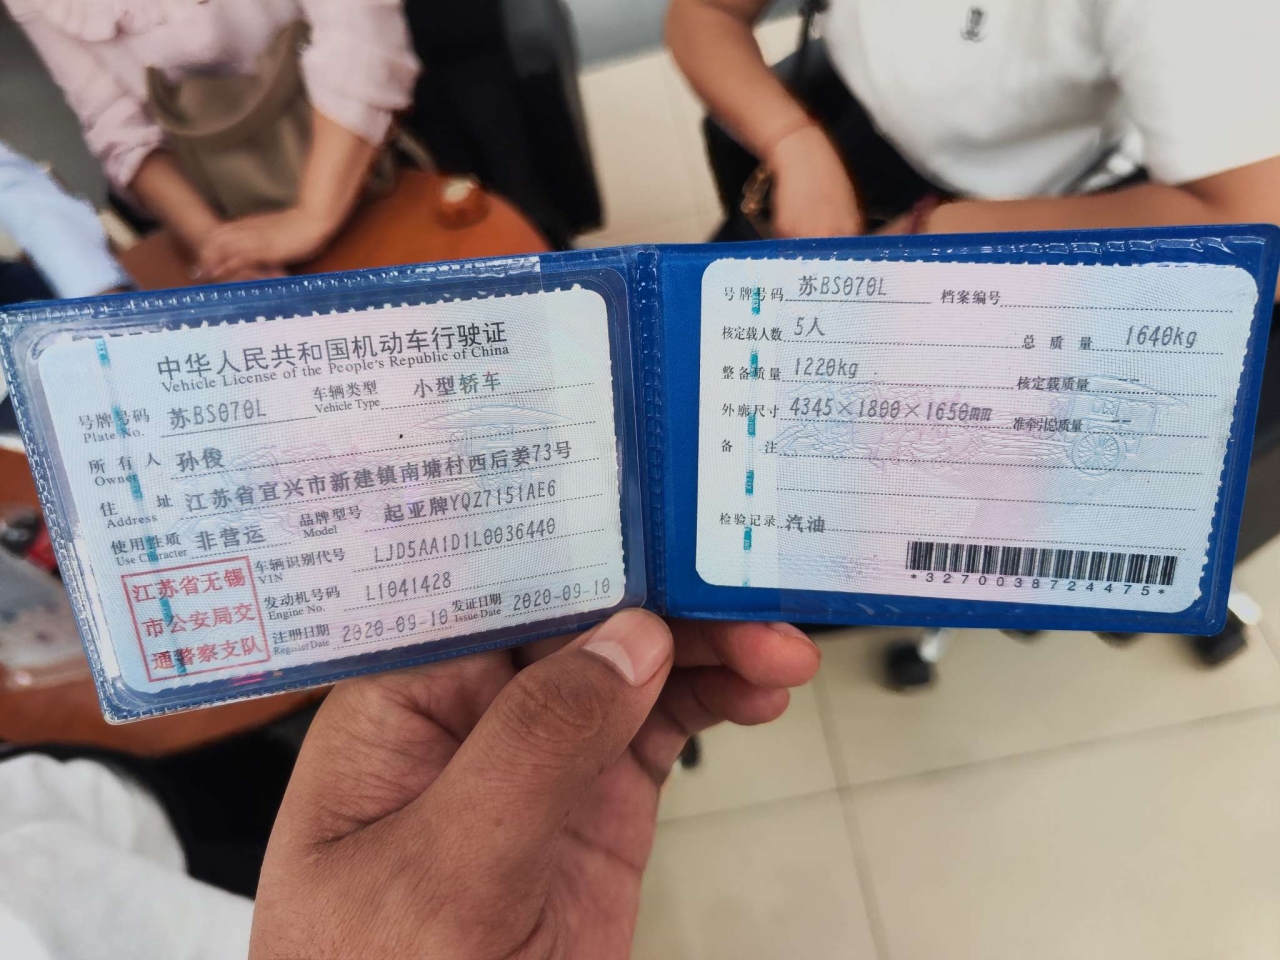 中华人民共和国机动车行驶证
Vehicle License of the People's Republic of China
号牌号码 苏BS070L 车辆类型 小型轿车
Plate No. Vehicle Type
所有人 孙俊
Owner
住址 江苏省宜兴市新建镇南塘村西后姜73号
Address
使用性质 非营运 品牌型号 起亚牌YQZ7151AE6
Use Character Model
车辆识别代号 LJD5AA1D1L0036440
VIN
发动机号码 L1041428
Engine No.
注册日期 2020-09-10 发证日期 2020-09-10
Register Date Issue Date
江苏省无锡
市公安局交
通警察支队
号牌号码 苏BS070L 档案编号
核定载人数 5人 总质量 1640kg
整备质量 1220kg 核定载质量 --
外廓尺寸 4345×1800×1650mm 准牵引总质量 --
备注
检验记录 汽油
*3270038724475*